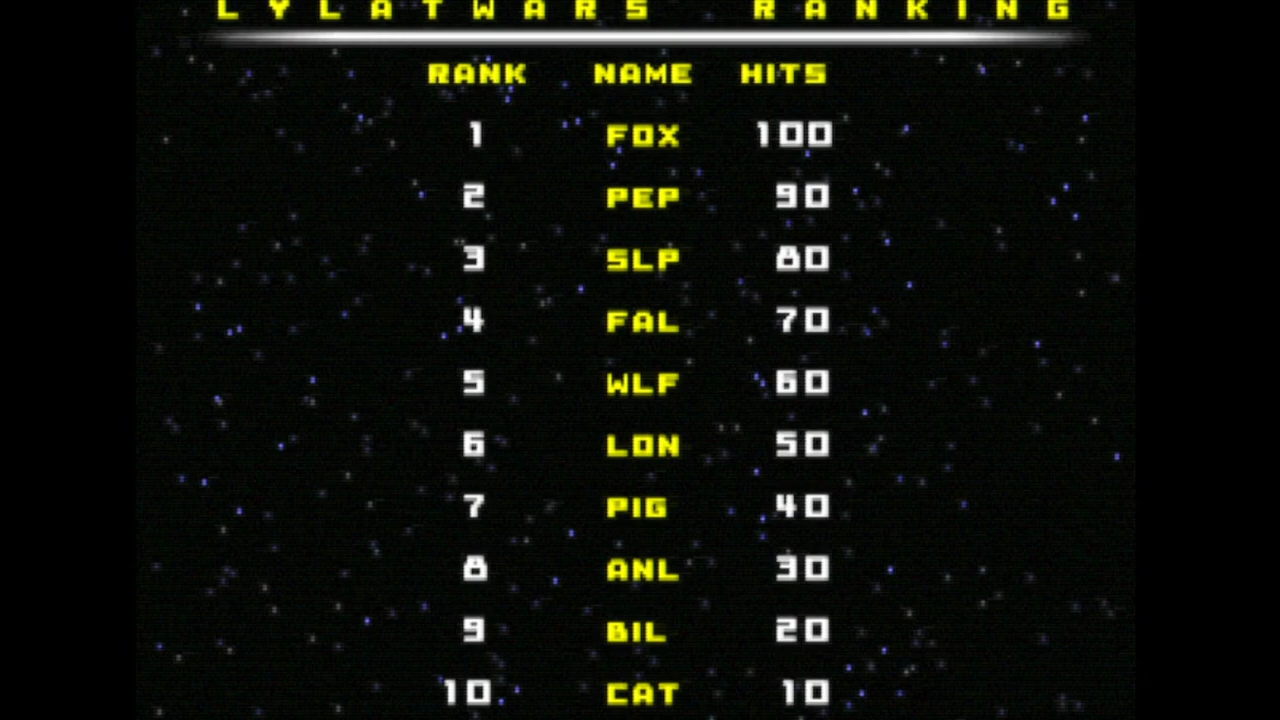 LYLATWARS RANKING
RANK NAME HITS
1 FOX 100
2 PEP 90
3 SLP 80
4 FAL 70
5 WLF 60
6 LON 50
7 PIG 40
8 ANL 30
9 BIL 20
10 CAT 10